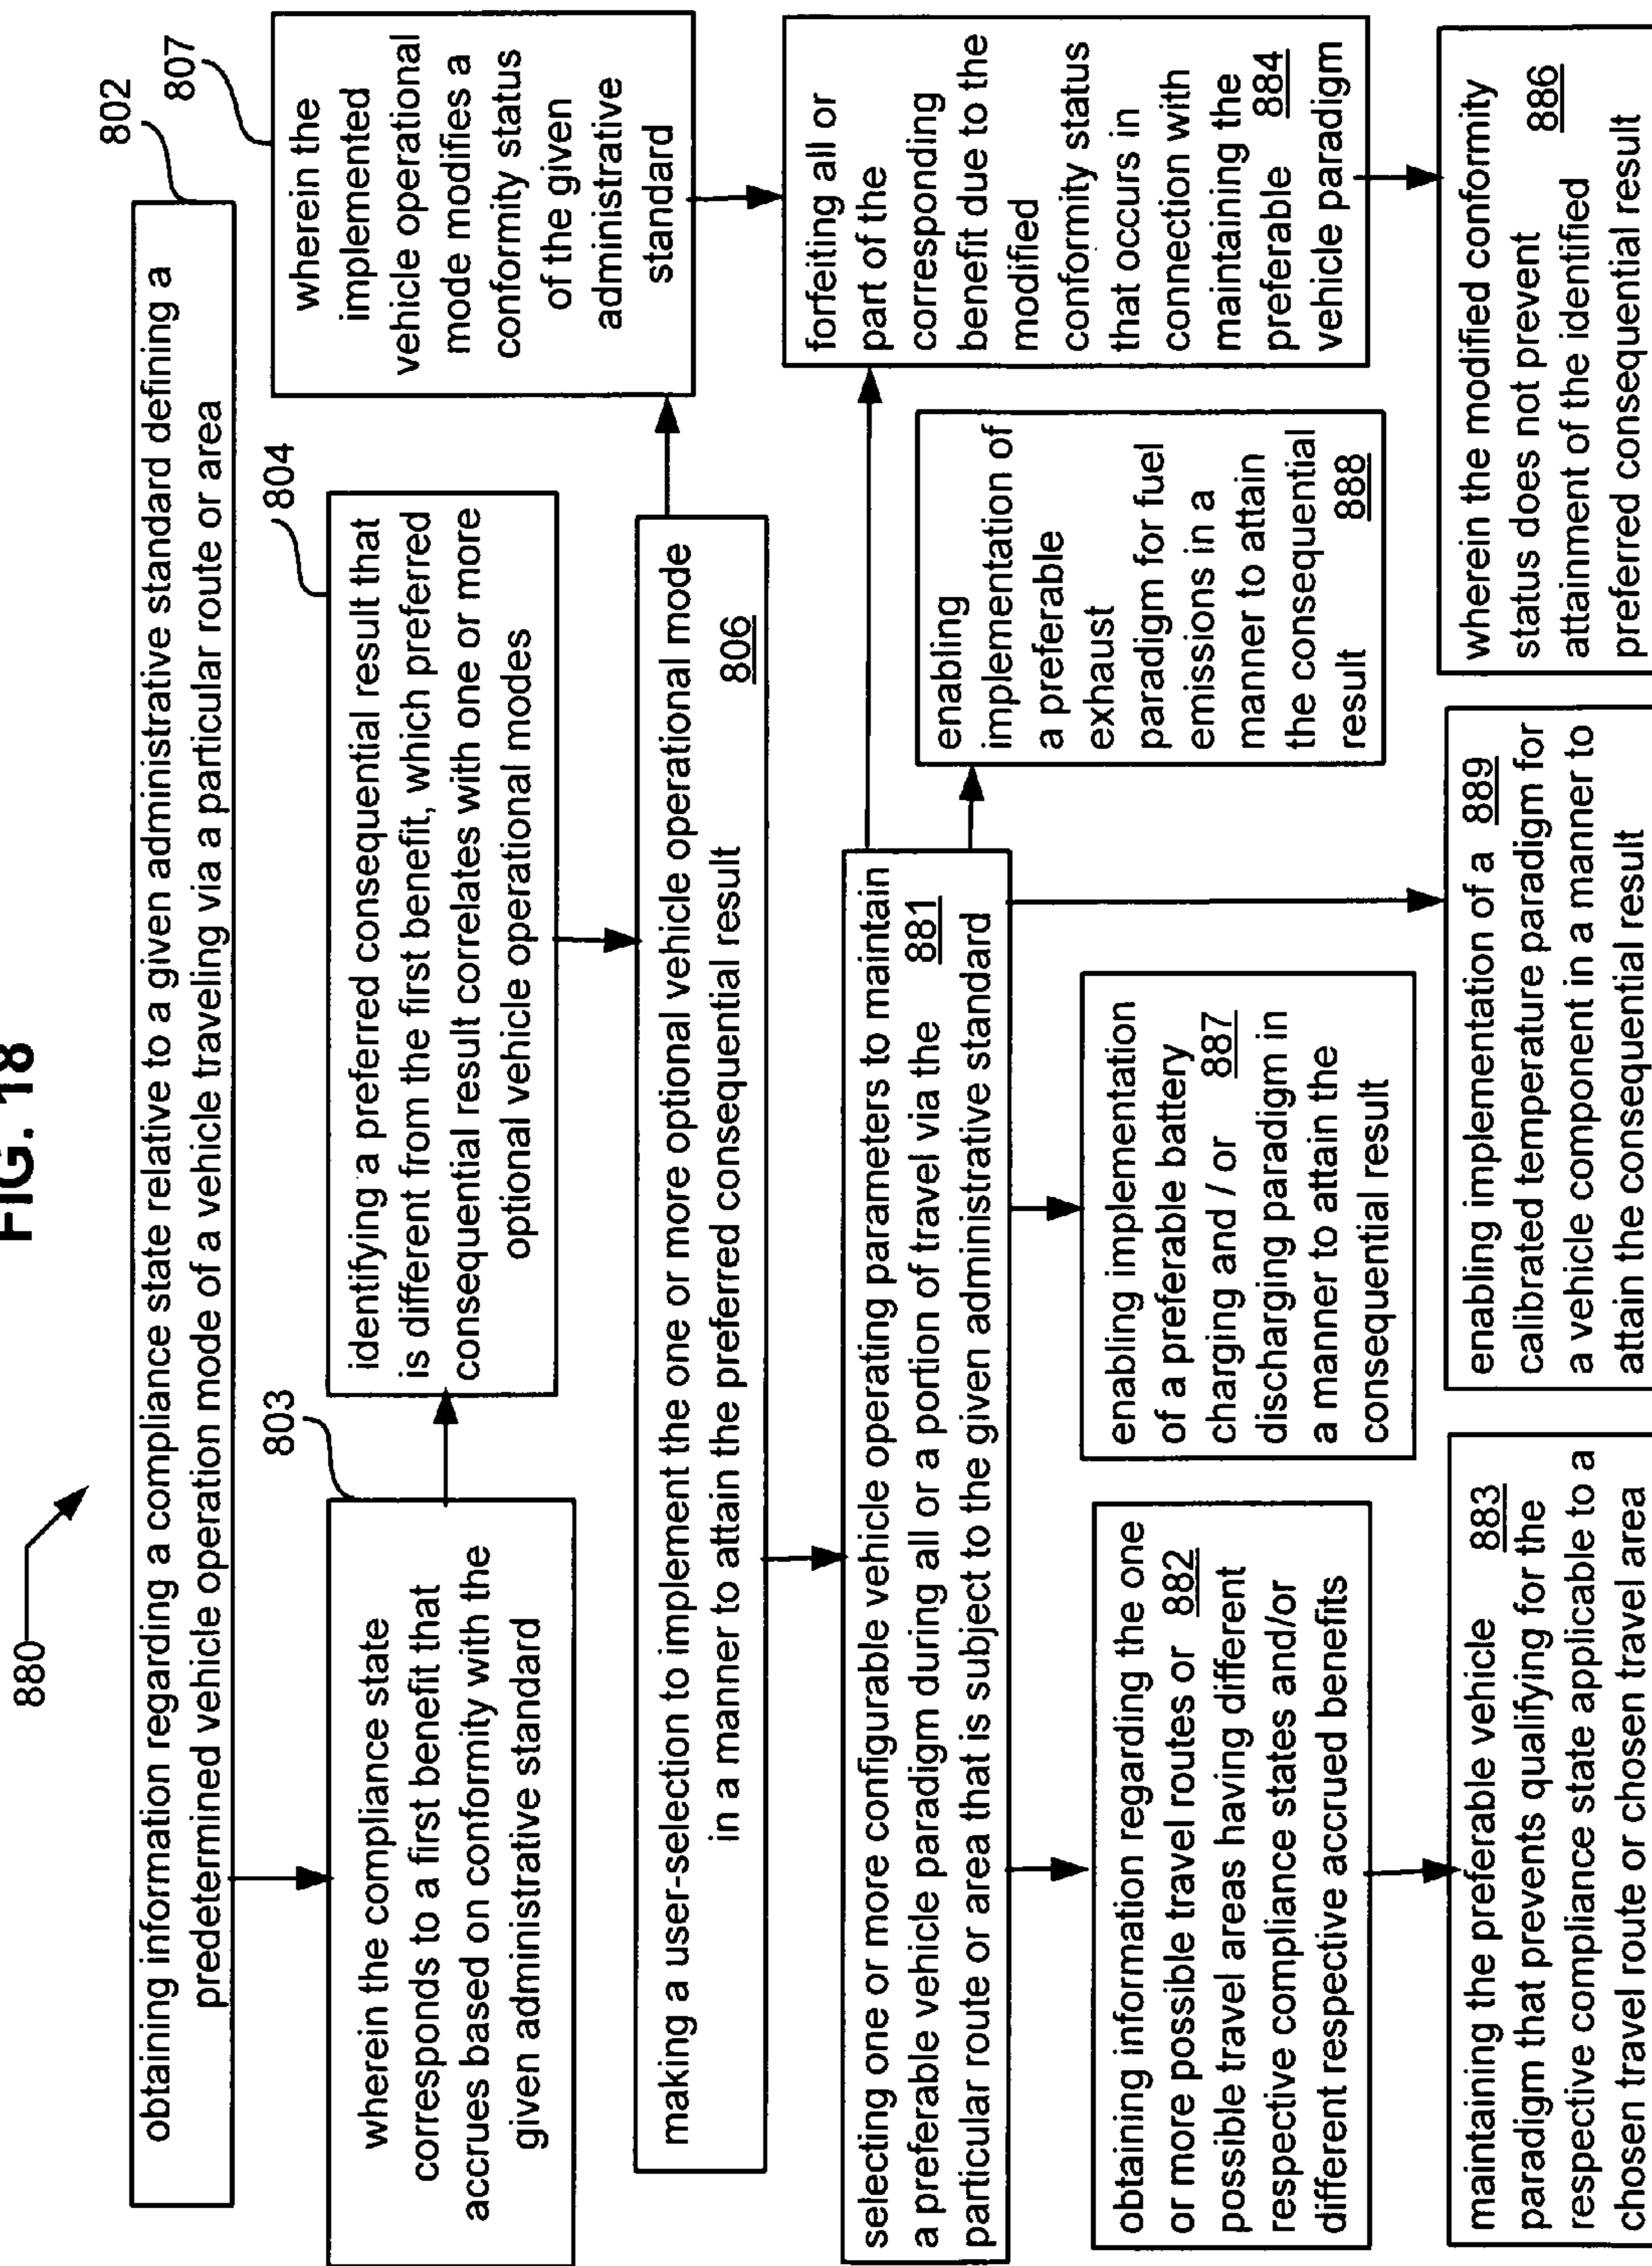 FIG. 18
880
802
obtaining information regarding a compliance state relative to a given administrative standard defining a
predetermined vehicle operation mode of a vehicle traveling via a particular route or area
803
wherein the compliance state
corresponds to a first benefit that
accrues based on conformity with the
given administrative standard
804
identifying a preferred consequential result that
is different from the first benefit, which preferred
consequential result correlates with one or more
optional vehicle operational modes
807
wherein the
implemented
vehicle operational
mode modifies a
conformity status
of the given
administrative
standard
making a user-selection to implement the one or more optional vehicle operational mode
in a manner to attain the preferred consequential result 806
selecting one or more configurable vehicle operating parameters to maintain
a preferable vehicle paradigm during all or a portion of travel via the 881
particular route or area that is subject to the given administrative standard
forfeiting all or
part of the
corresponding
benefit due to the
modified
conformity status
that occurs in
connection with
maintaining the
preferable 884
vehicle paradigm
enabling
implementation of
a preferable
exhaust
paradigm for fuel
emissions in a
manner to attain
the consequential
result 888
obtaining information regarding the one
or more possible travel routes or 882
possible travel areas having different
respective compliance states and/or
different respective accrued benefits
enabling implementation
of a preferable battery
charging and / or 887
discharging paradigm in
a manner to attain the
consequential result
maintaining the preferable vehicle 883
paradigm that prevents qualifying for the
respective compliance state applicable to a
chosen travel route or chosen travel area
enabling implementation of a 889
calibrated temperature paradigm for
a vehicle component in a manner to
attain the consequential result
wherein the modified conformity
status does not prevent 886
attainment of the identified
preferred consequential result